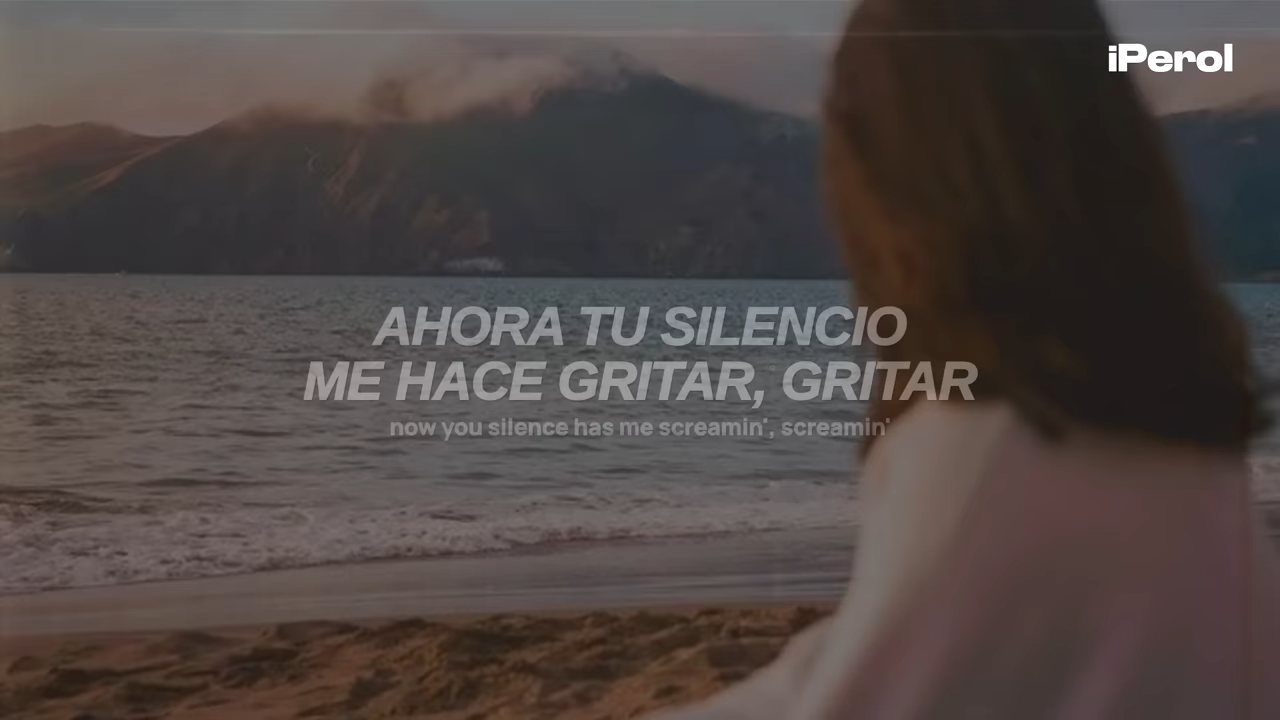 iPerol
AHORA TU SILENCIO
ME HACE GRITAR, GRITAR
now you silence has me screamin', screamin'